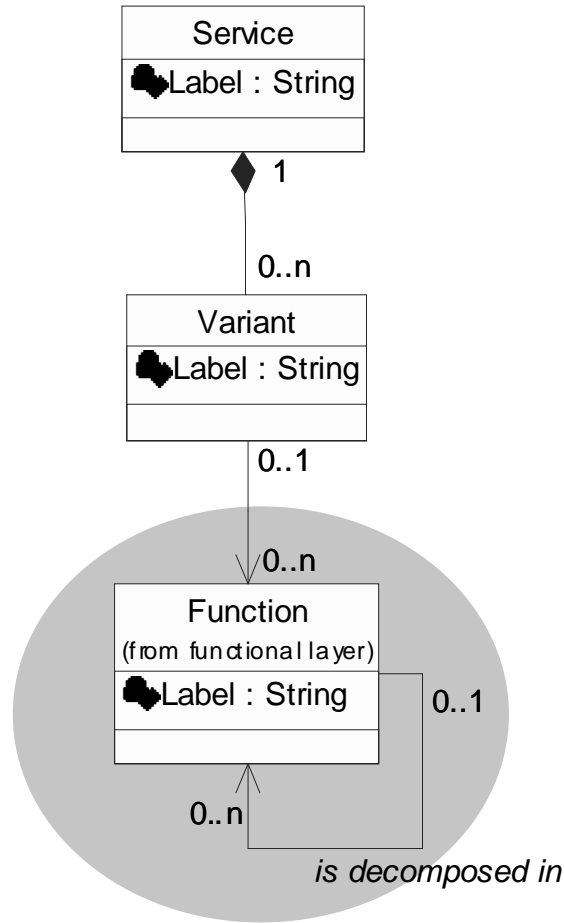 Service
Label : String
1
0..n
Variant
Label : String
0..1
0..n
Function
(from functional layer)
Label : String
0..1
0..n
is decomposed in